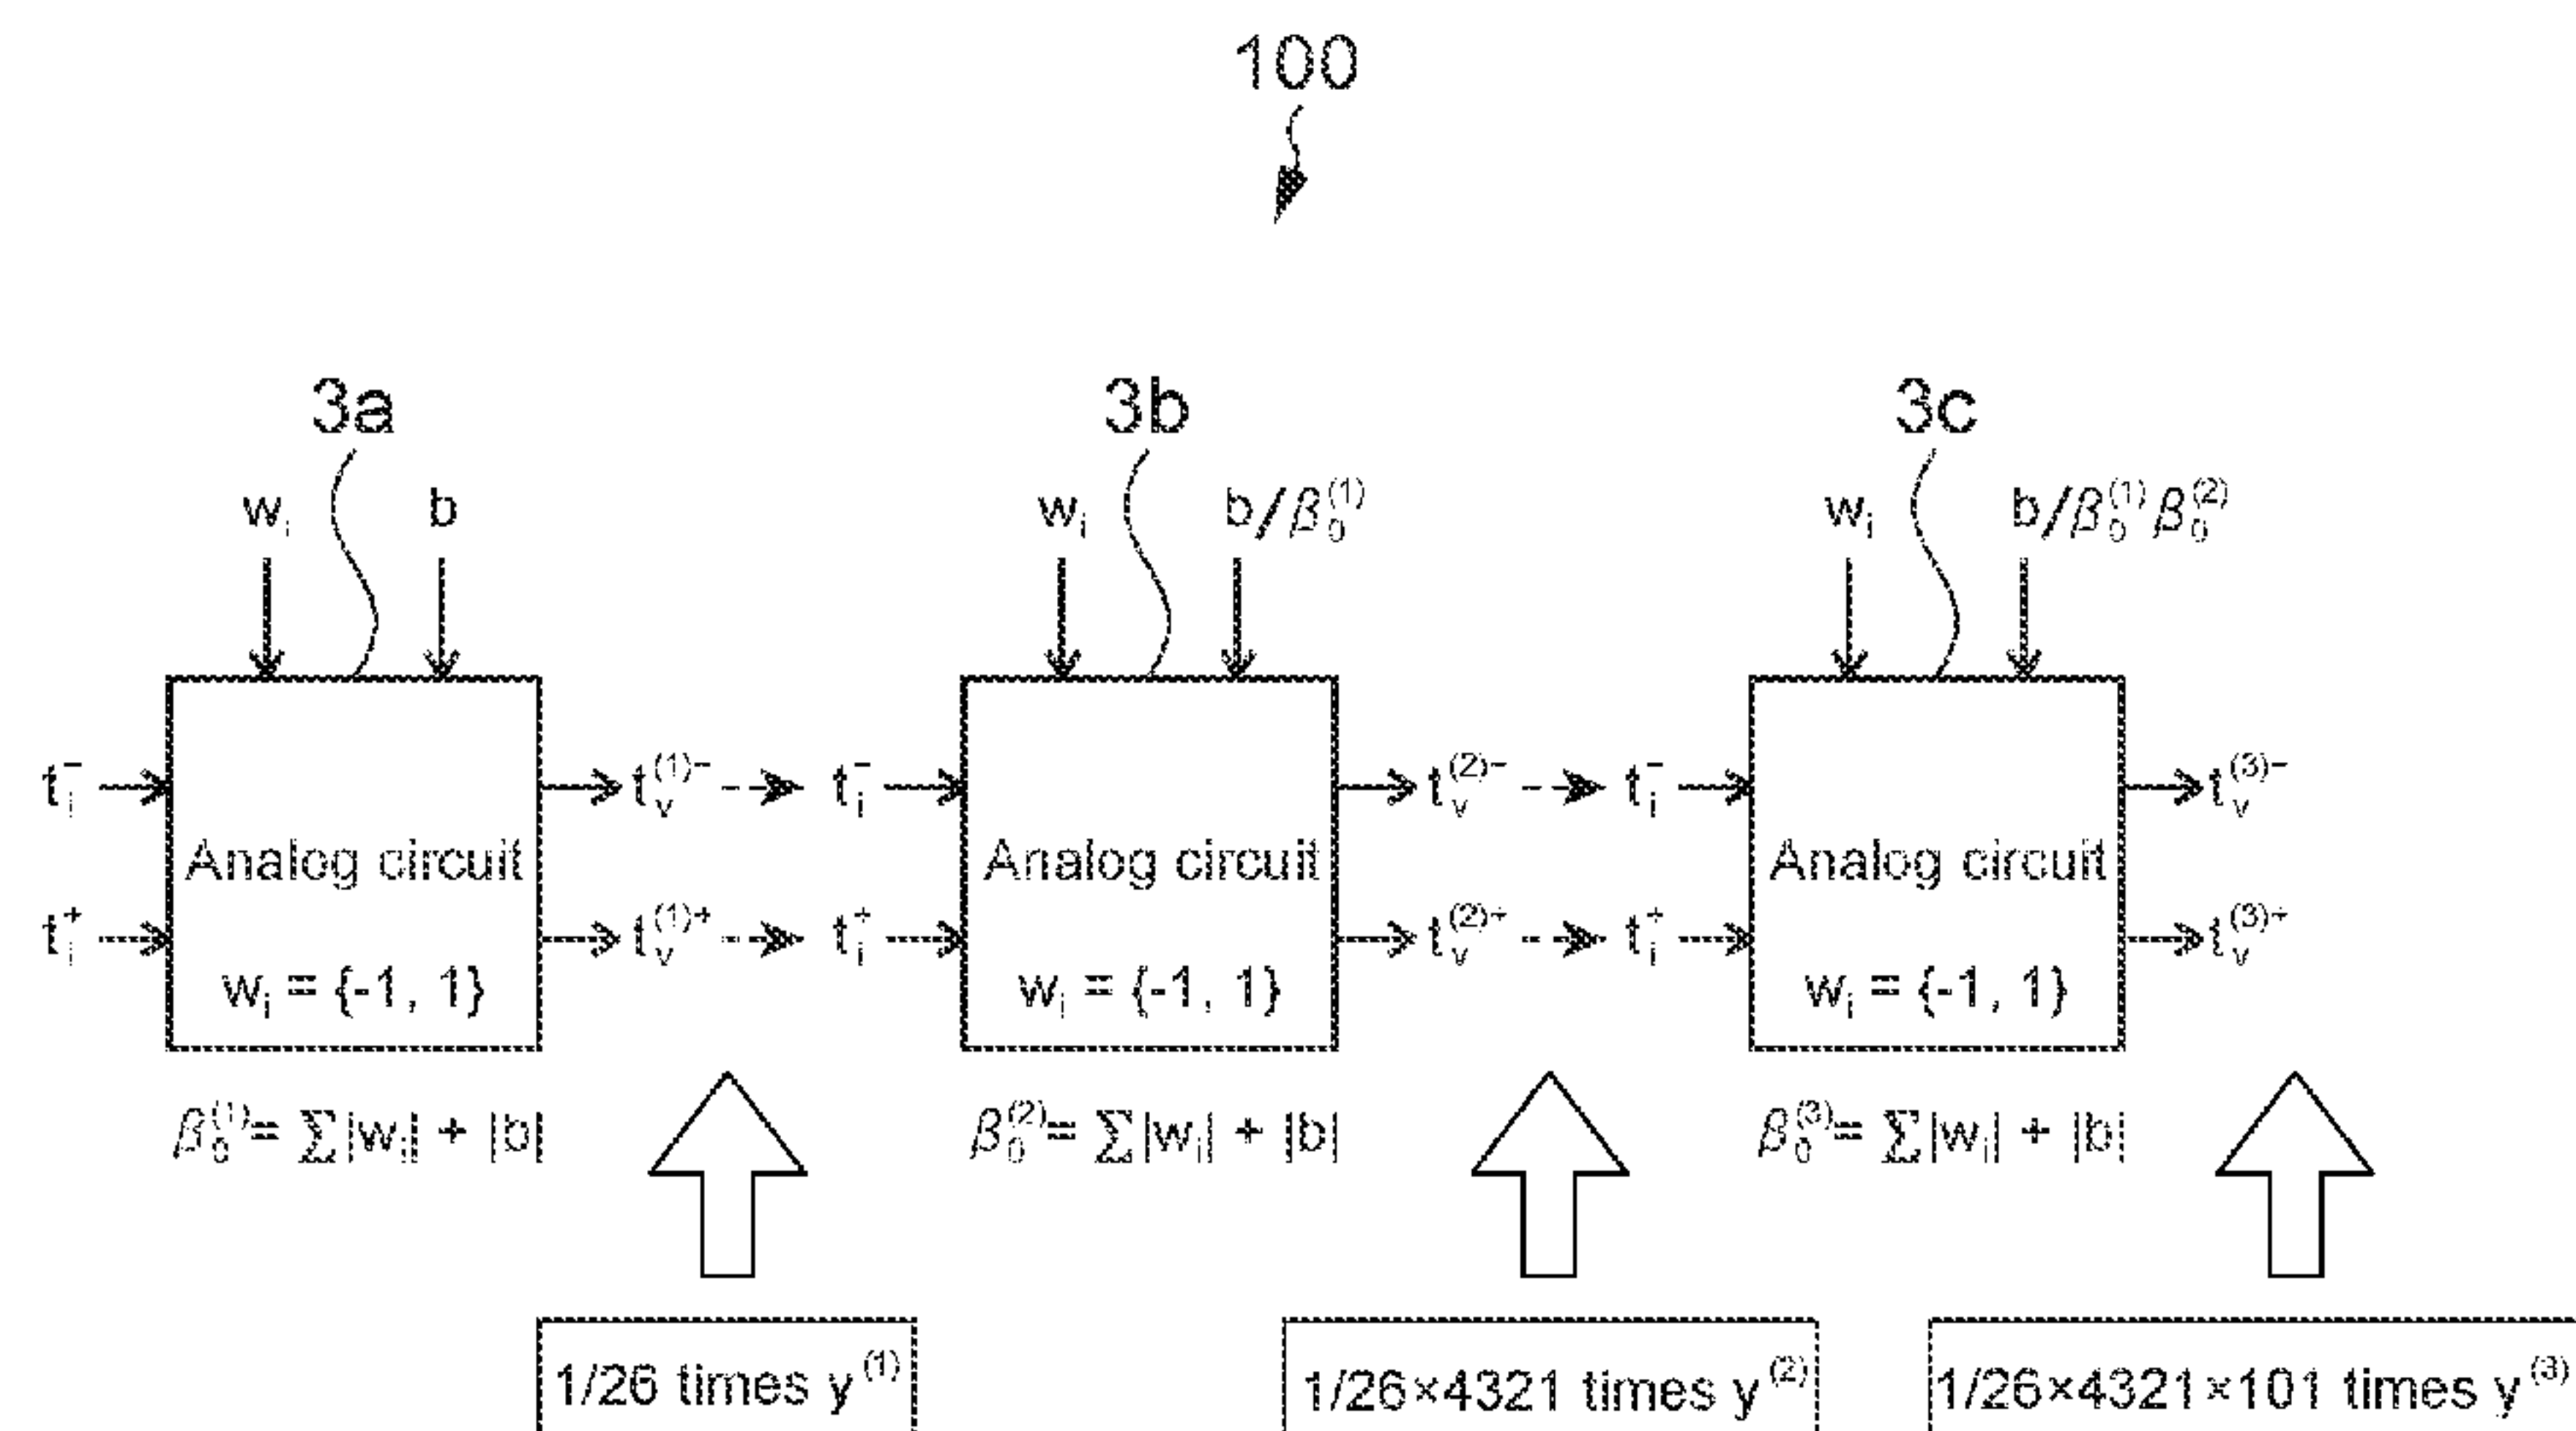 100
3a 3b 3c
wᵢ b wᵢ b/β₀⁽¹⁾ wᵢ b/β₀⁽¹⁾β₀⁽²⁾
tᵢ⁻ tᵥ⁽¹⁾⁻ tᵢ⁻ tᵥ⁽²⁾⁻ tᵢ⁻ tᵥ⁽³⁾⁻
Analog circuit Analog circuit Analog circuit
tᵢ⁺ tᵥ⁽¹⁾⁺ tᵢ⁺ tᵥ⁽²⁾⁺ tᵢ⁺ tᵥ⁽³⁾⁺
wᵢ = {-1, 1} wᵢ = {-1, 1} wᵢ = {-1, 1}
β₀⁽¹⁾= ∑|wᵢ| + |b| β₀⁽²⁾= ∑|wᵢ| + |b| β₀⁽³⁾= ∑|wᵢ| + |b|
1/26 times y⁽¹⁾ 1/26×4321 times y⁽²⁾ 1/26×4321×101 times y⁽³⁾